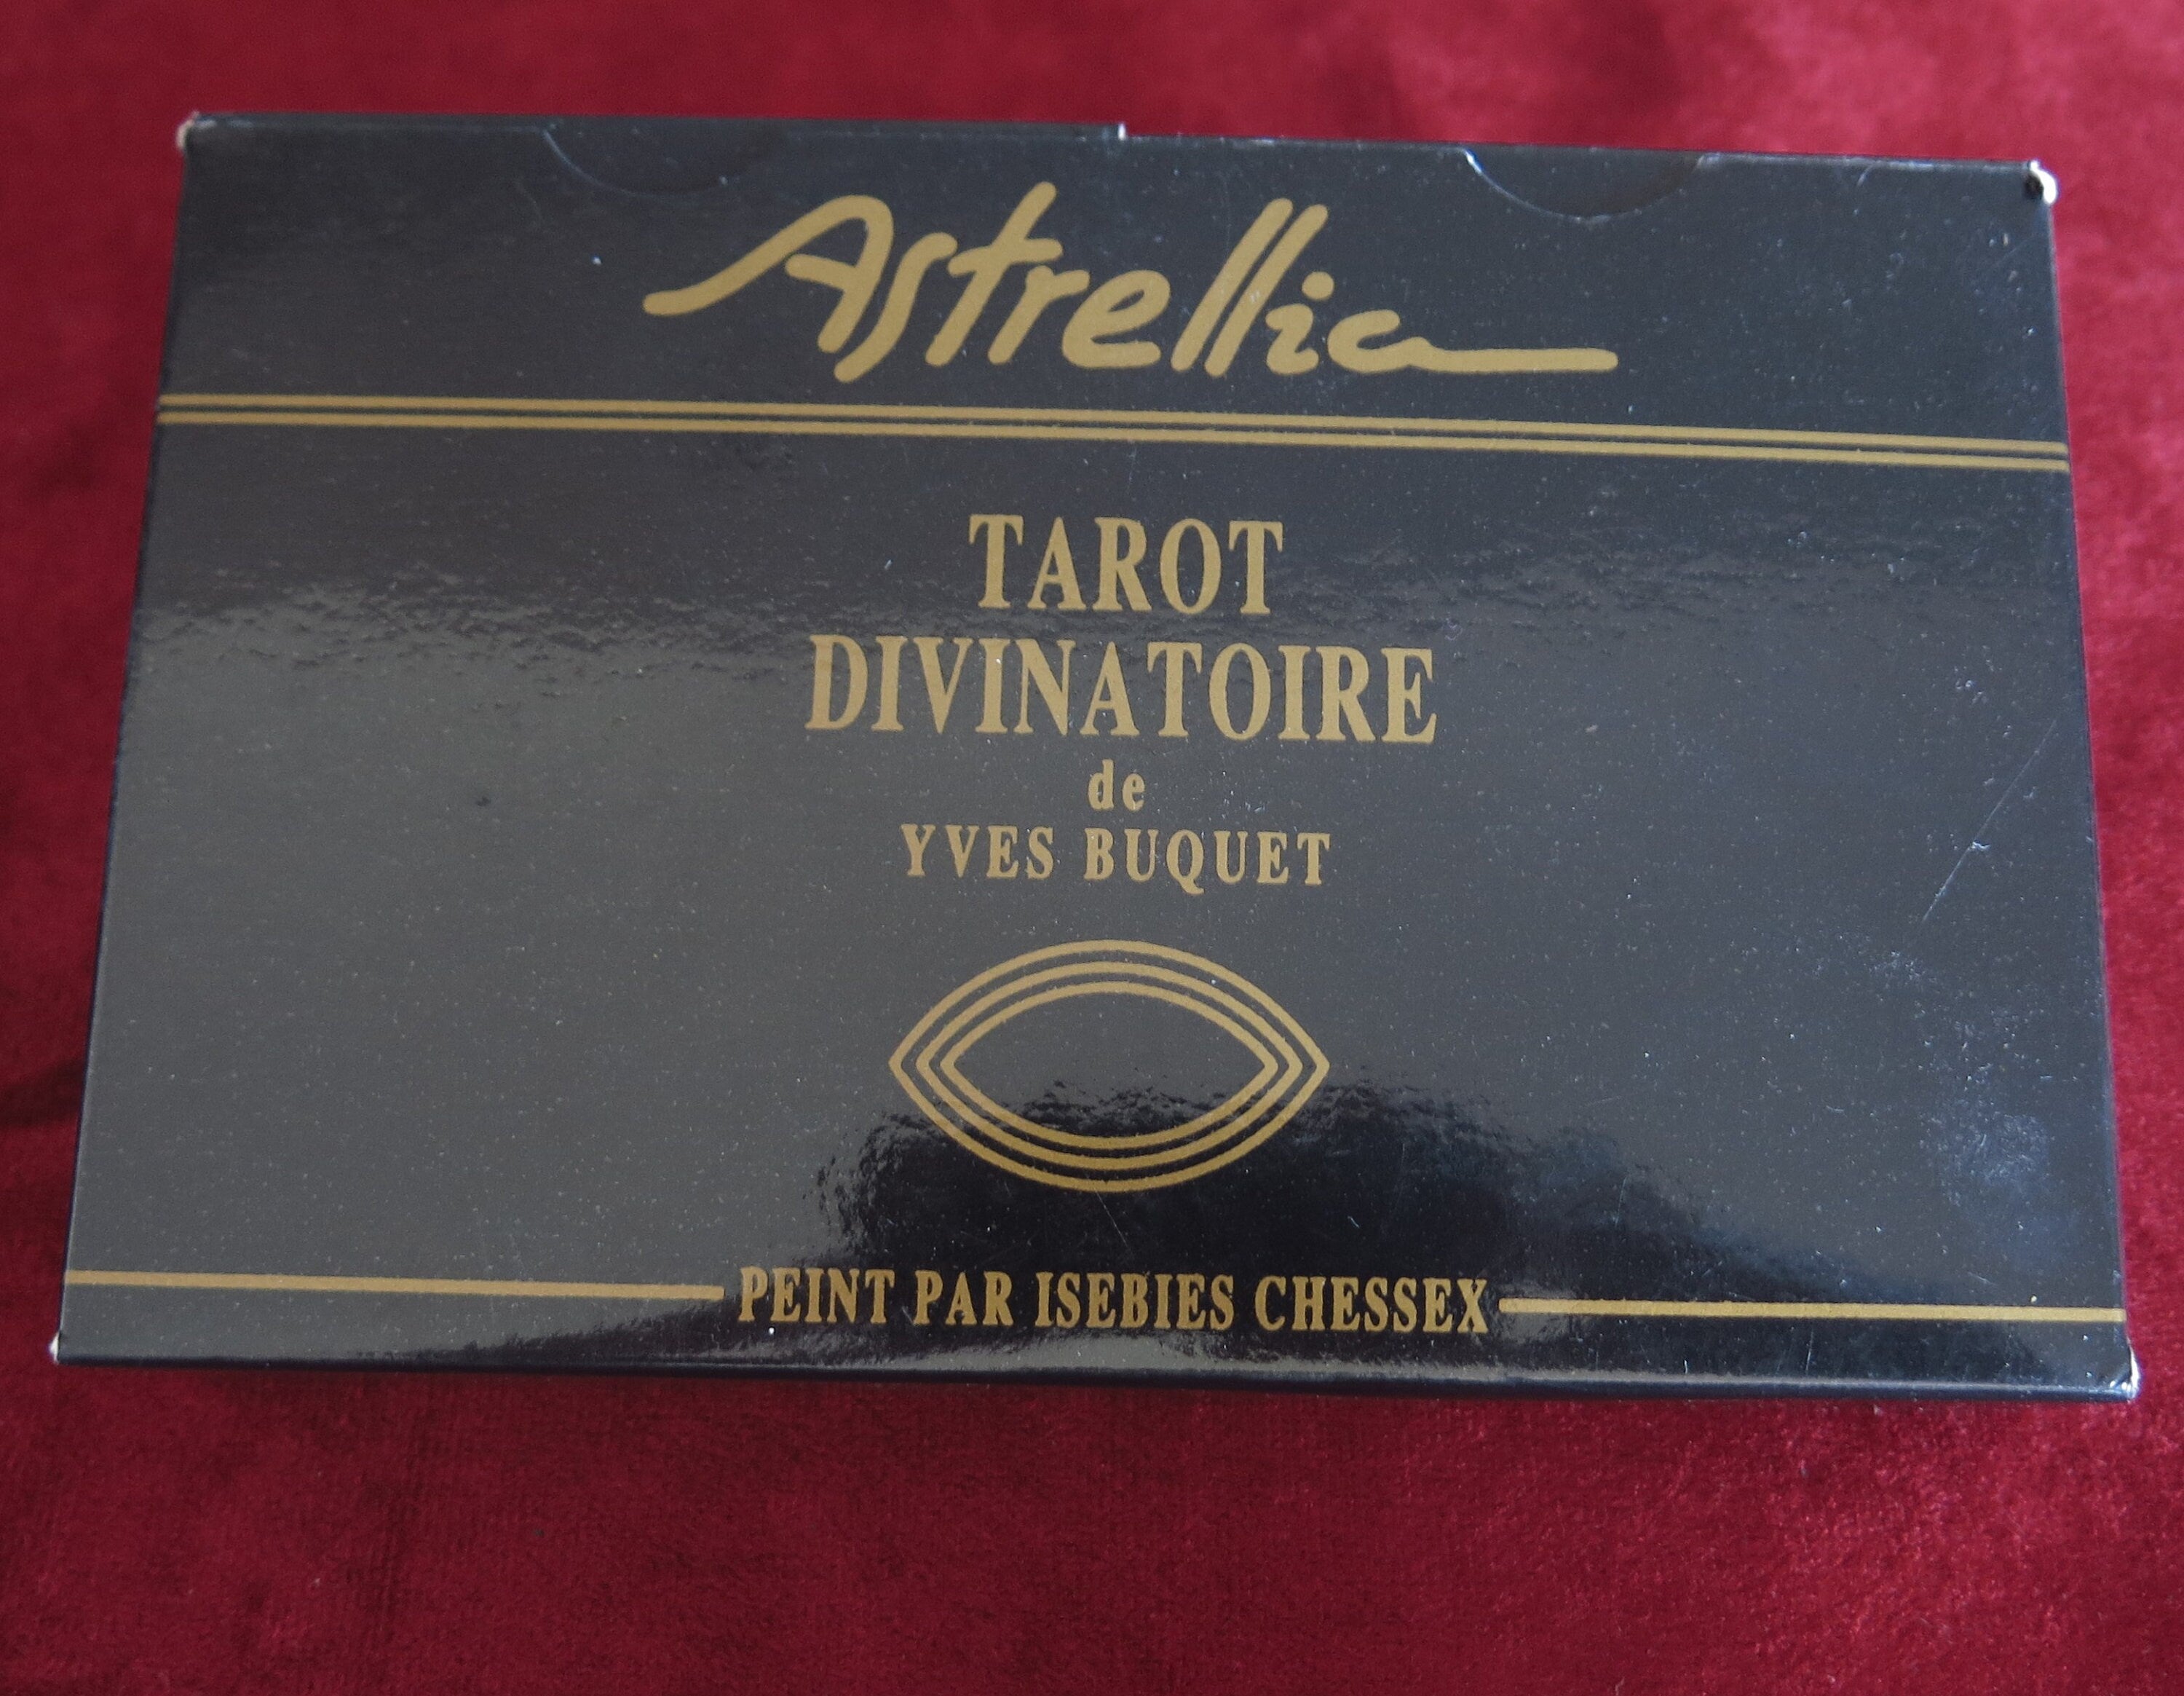 Astrellia
TAROT
DIVINATOIRE
de
YVES BUQUET
PEINT PAR ISEBIES CHESSEX